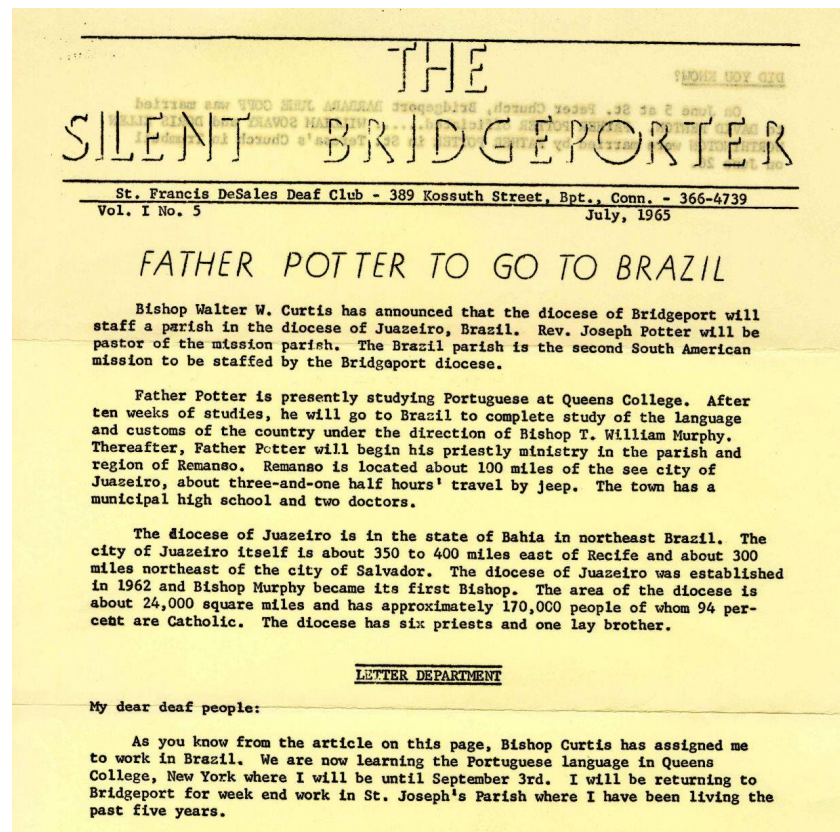 THE
SILENT BRIDGEPORTER
St. Francis DeSales Deaf Club - 389 Kossuth Street, Bpt., Conn. - 366-4739
Vol. I No. 5 July, 1965
FATHER POTTER TO GO TO BRAZIL
Bishop Walter W. Curtis has announced that the diocese of Bridgeport will
staff a parish in the diocese of Juazeiro, Brazil. Rev. Joseph Potter will be
pastor of the mission parish. The Brazil parish is the second South American
mission to be staffed by the Bridgeport diocese.
Father Potter is presently studying Portuguese at Queens College. After
ten weeks of studies, he will go to Brazil to complete study of the language
and customs of the country under the direction of Bishop T. William Murphy.
Thereafter, Father Potter will begin his priestly ministry in the parish and
region of Remanso. Remanso is located about 100 miles of the see city of
Juazeiro, about three-and-one half hours' travel by jeep. The town has a
municipal high school and two doctors.
The diocese of Juazeiro is in the state of Bahia in northeast Brazil. The
city of Juazeiro itself is about 350 to 400 miles east of Recife and about 300
miles northeast of the city of Salvador. The diocese of Juazeiro was established
in 1962 and Bishop Murphy became its first Bishop. The area of the diocese is
about 24,000 square miles and has approximately 170,000 people of whom 94 per-
cent are Catholic. The diocese has six priests and one lay brother.
LETTER DEPARTMENT
My dear deaf people:
As you know from the article on this page, Bishop Curtis has assigned me
to work in Brazil. We are now learning the Portuguese language in Queens
College, New York where I will be until September 3rd. I will be returning to
Bridgeport for week end work in St. Joseph's Parish where I have been living the
past five years.